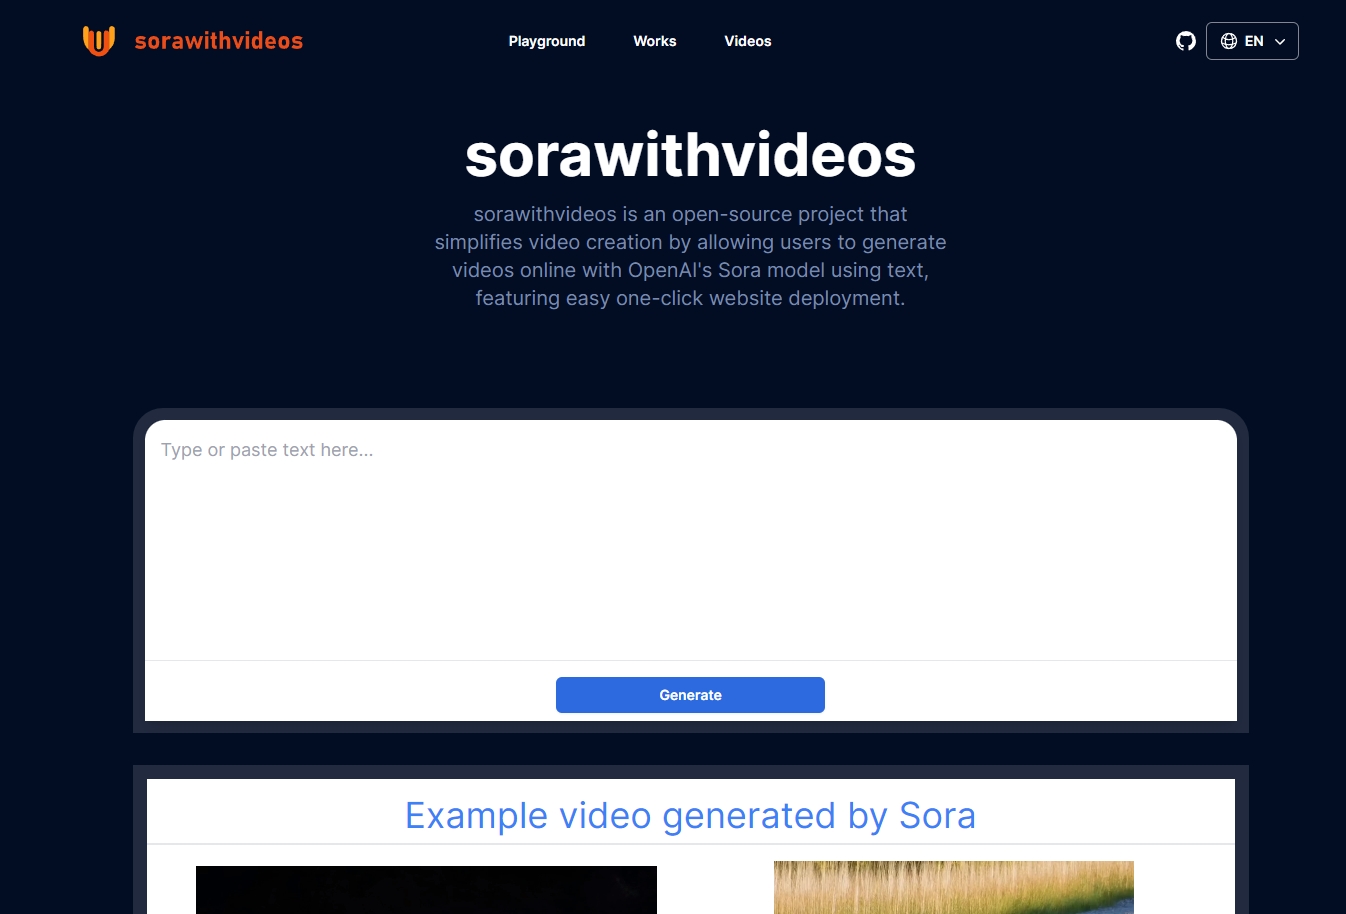 sorawithvideos
Playground Works Videos
EN
sorawithvideos
sorawithvideos is an open-source project that
simplifies video creation by allowing users to generate
videos online with OpenAI's Sora model using text,
featuring easy one-click website deployment.
Type or paste text here...
Generate
Example video generated by Sora